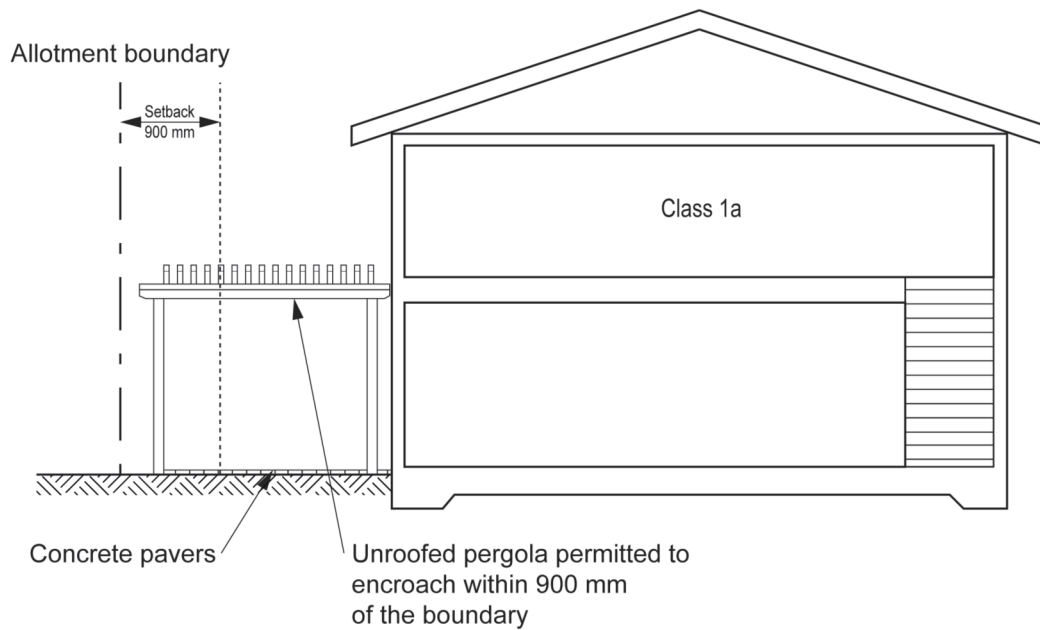 Allotment boundary
Setback
900 mm
Class 1a
Concrete pavers
Unroofed pergola permitted to
encroach within 900 mm
of the boundary